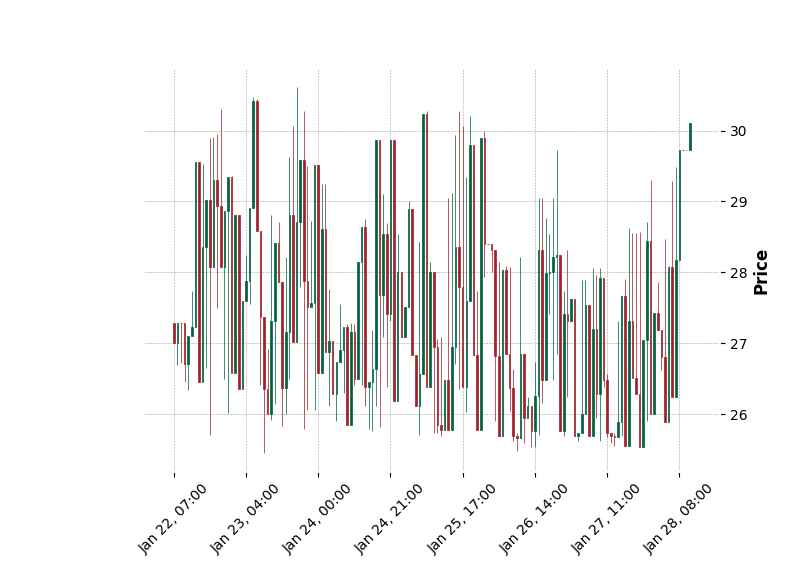 30
29
28
27
26
Price
Jan 22, 07:00
Jan 23, 04:00
Jan 24, 00:00
Jan 24, 21:00
Jan 25, 17:00
Jan 26, 14:00
Jan 27, 11:00
Jan 28, 08:00